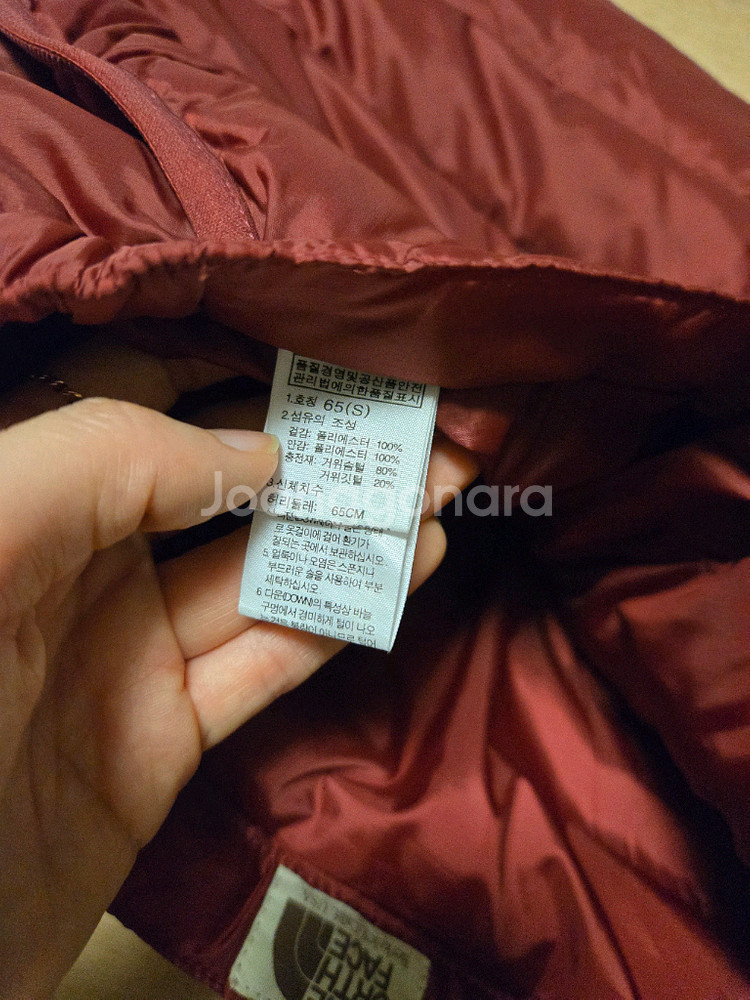 품질경영및공산품안전
관리법에의한품질표시
1.호칭 65(S)
2.섬유의 조성
겉감: 폴리에스터 100%
안감: 폴리에스터 100%
충전재: 거위솜털 80%
거위깃털 20%
3.신체치수
허리둘레: 65CM
로 옷걸이에 걸어 환기가
잘되는 곳에서 보관하십시오.
5. 얼룩이나 오염은 스폰지나
부드러운 솔을 사용하여 부분
세탁하십시오.
6. 다운(DOWN)의 특성상 바늘
구멍에서 경미하게 털이 나오
Joonggonara
THE
NORTH
FACE